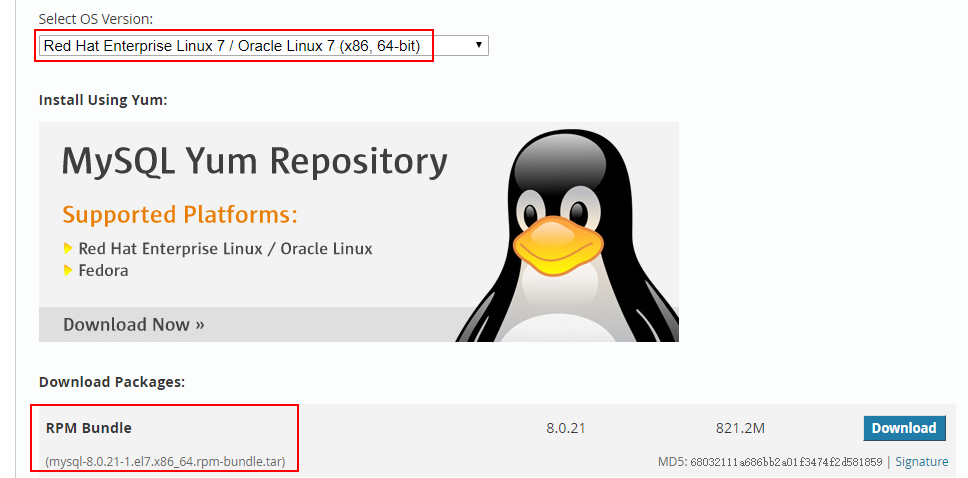 Select OS Version:
Red Hat Enterprise Linux 7 / Oracle Linux 7 (x86, 64-bit)
Install Using Yum:
MySQL Yum Repository
Supported Platforms:
Red Hat Enterprise Linux / Oracle Linux
Fedora
Download Now »
Download Packages:
RPM Bundle 8.0.21 821.2M Download
(mysql-8.0.21-1.el7.x86_64.rpm-bundle.tar) MD5: 68032111a686bb2a01f3474f2d581859 | Signature